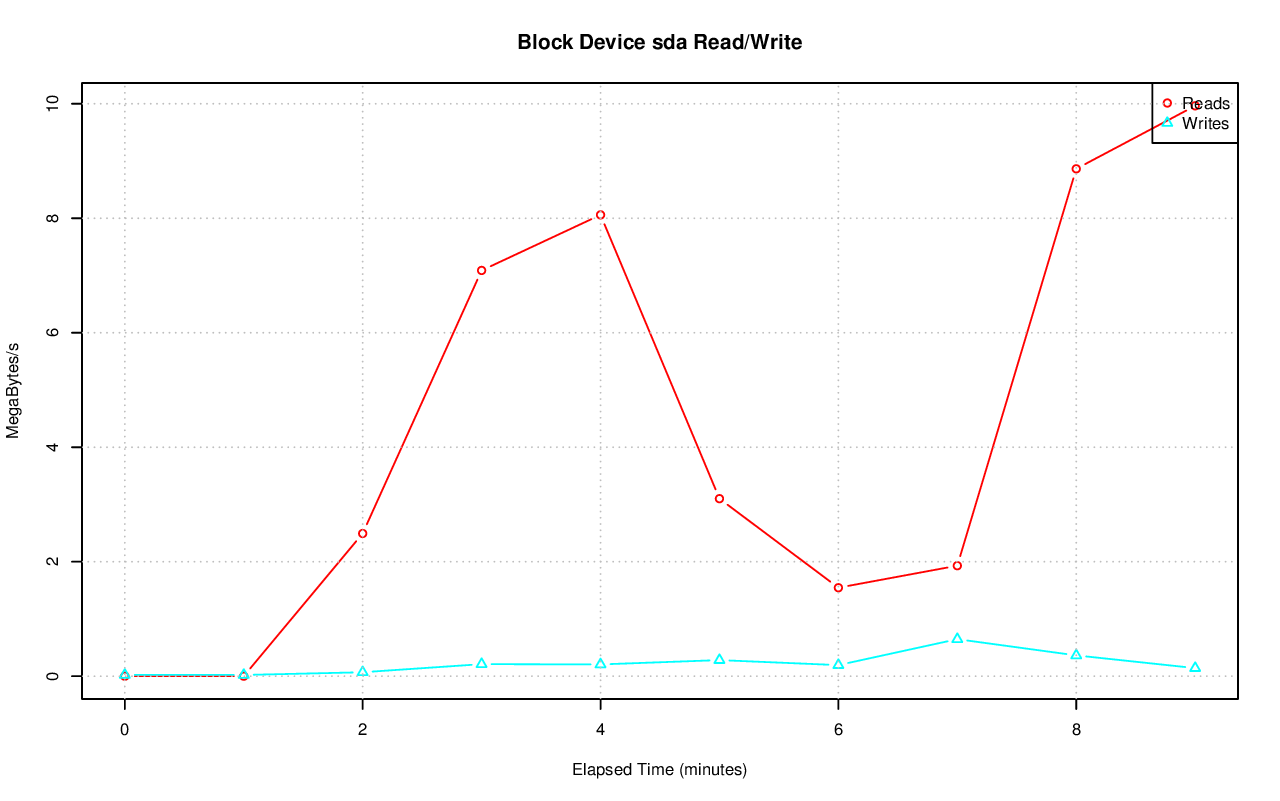 Block Device sda Read/Write
10
8
6
4
2
0
MegaBytes/s
Reads
Writes
0 2 4 6 8
Elapsed Time (minutes)